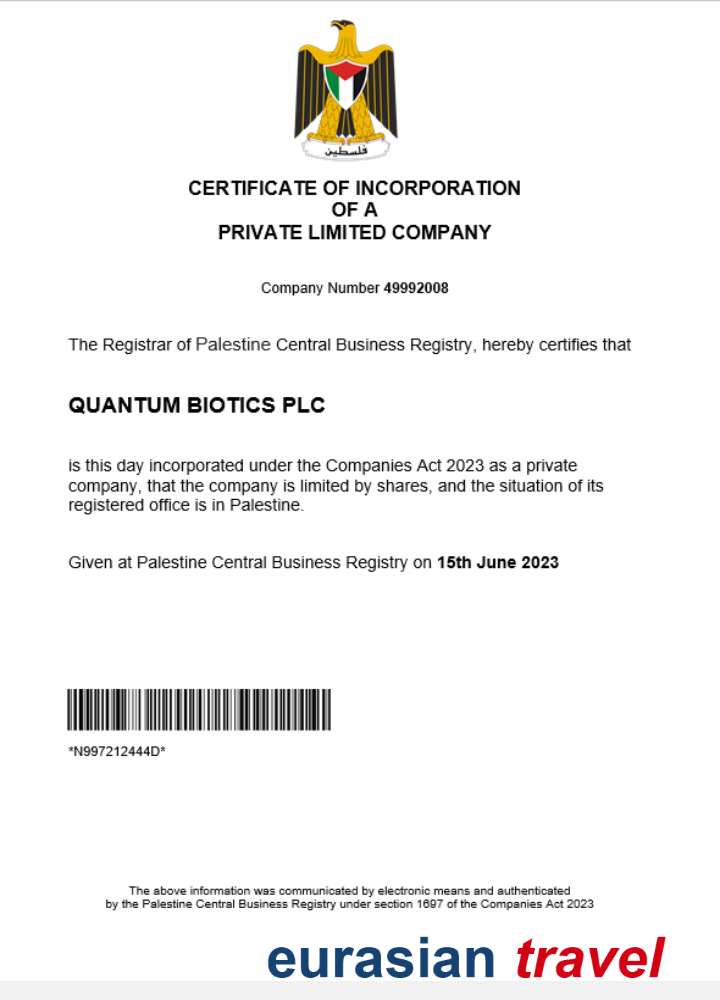 فلسطين
CERTIFICATE OF INCORPORATION
OF A
PRIVATE LIMITED COMPANY
Company Number 49992008
The Registrar of Palestine Central Business Registry, hereby certifies that
QUANTUM BIOTICS PLC
is this day incorporated under the Companies Act 2023 as a private
company, that the company is limited by shares, and the situation of its
registered office is in Palestine.
Given at Palestine Central Business Registry on 15th June 2023
*N997212444D*
The above information was communicated by electronic means and authenticated
by the Palestine Central Business Registry under section 1697 of the Companies Act 2023
eurasian travel